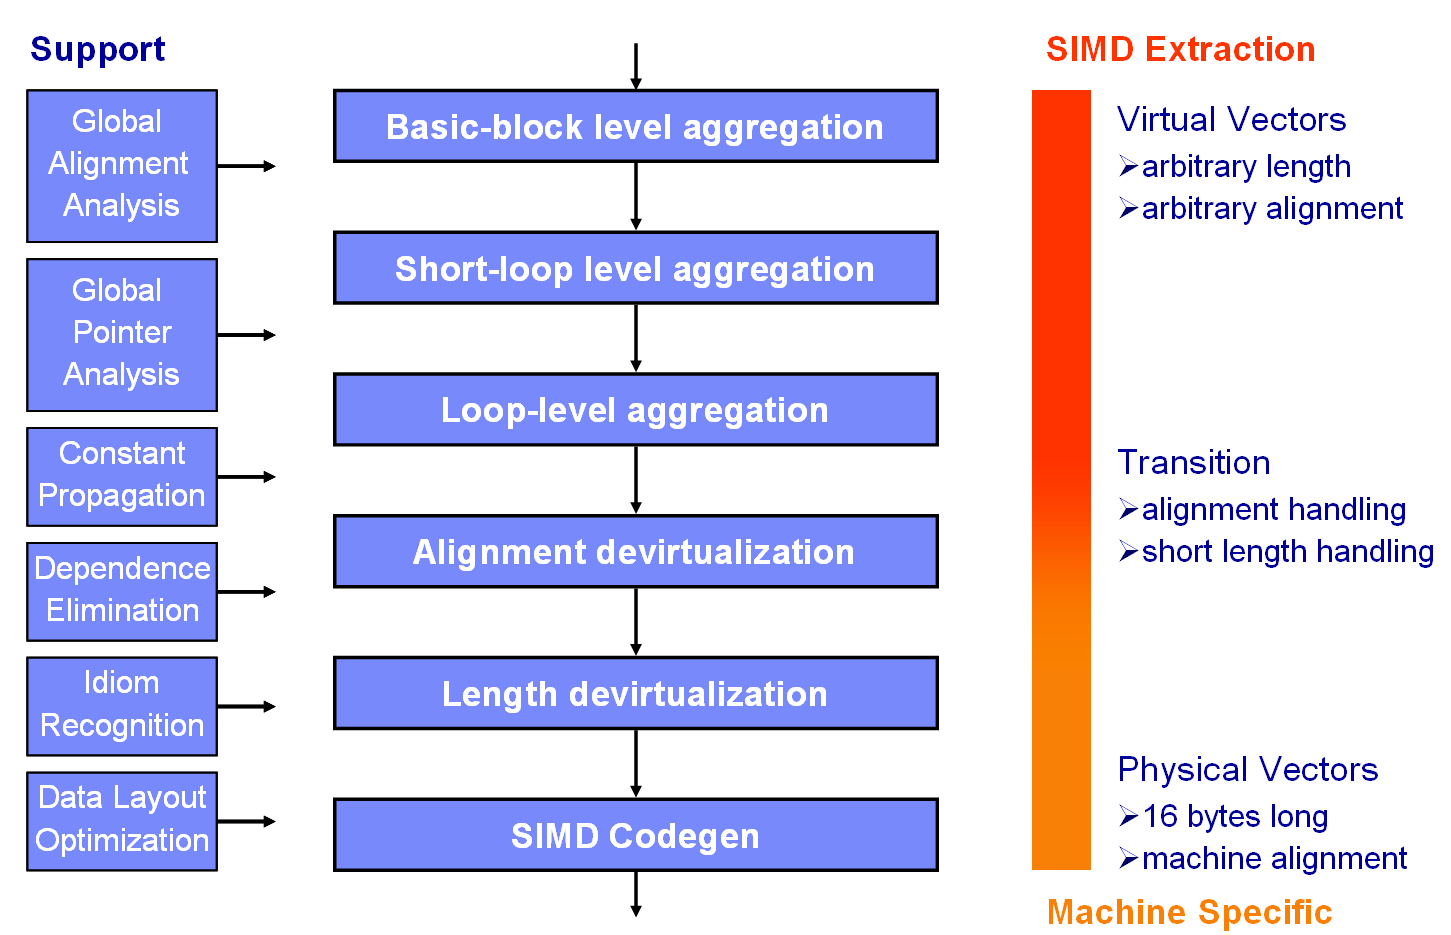 Support
Global
Alignment
Analysis
Global
Pointer
Analysis
Constant
Propagation
Dependence
Elimination
Idiom
Recognition
Data Layout
Optimization
Basic-block level aggregation
Short-loop level aggregation
Loop-level aggregation
Alignment devirtualization
Length devirtualization
SIMD Codegen
SIMD Extraction
Virtual Vectors
➢arbitrary length
➢arbitrary alignment
Transition
➢alignment handling
➢short length handling
Physical Vectors
➢16 bytes long
➢machine alignment
Machine Specific